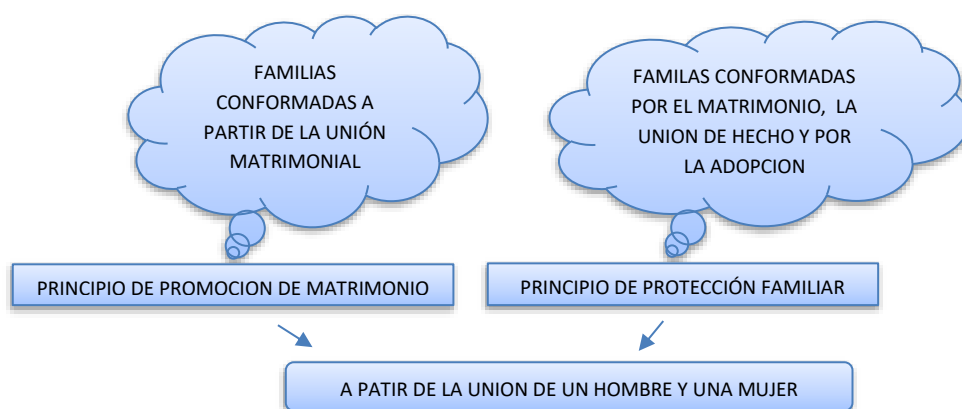 FAMILIAS
CONFORMADAS A
PARTIR DE LA UNIÓN
MATRIMONIAL
FAMILAS CONFORMADAS
POR EL MATRIMONIO, LA
UNION DE HECHO Y POR
LA ADOPCION
PRINCIPIO DE PROMOCION DE MATRIMONIO
PRINCIPIO DE PROTECCIÓN FAMILIAR
A PATIR DE LA UNION DE UN HOMBRE Y UNA MUJER